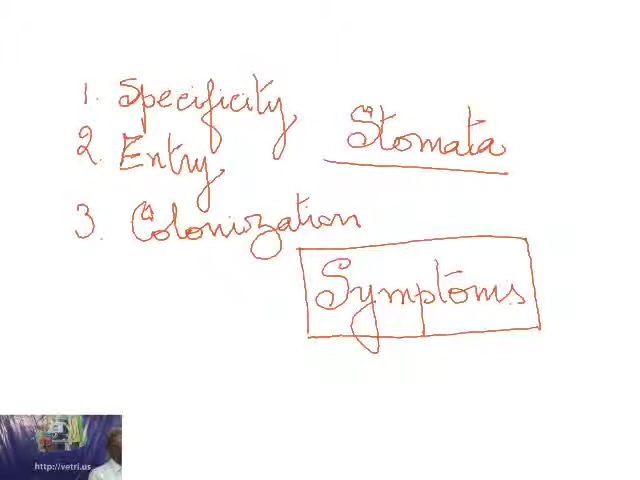 1. Specificity
2. Entry
Stomata
3. Colonization
Symptoms
http://vetri.us